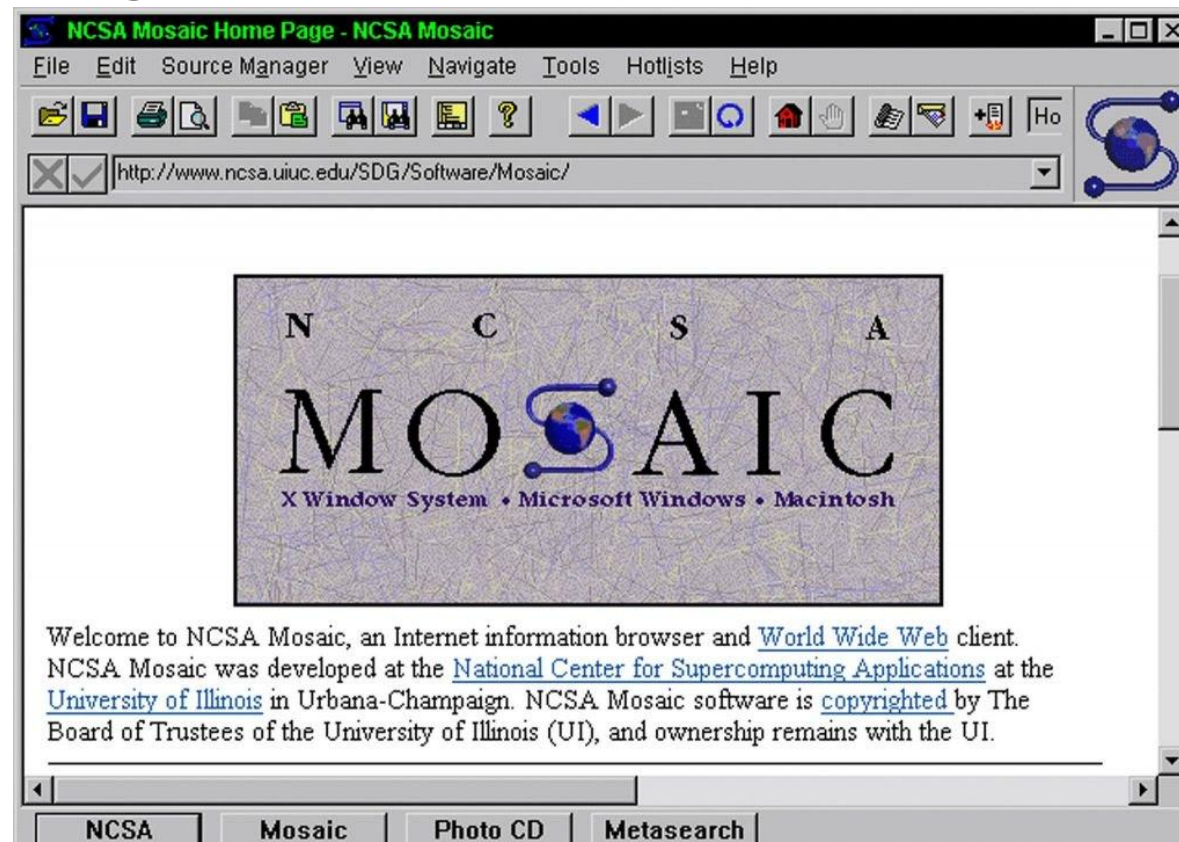 NCSA Mosaic Home Page - NCSA Mosaic
File Edit Source Manager View Navigate Tools Hotlists Help
Ho
http://www.ncsa.uiuc.edu/SDG/Software/Mosaic/
N C S A
MOSAIC
X Window System • Microsoft Windows • Macintosh
Welcome to NCSA Mosaic, an Internet information browser and World Wide Web client.
NCSA Mosaic was developed at the National Center for Supercomputing Applications at the
University of Illinois in Urbana-Champaign. NCSA Mosaic software is copyrighted by The
Board of Trustees of the University of Illinois (UI), and ownership remains with the UI.
NCSA Mosaic Photo CD Metasearch